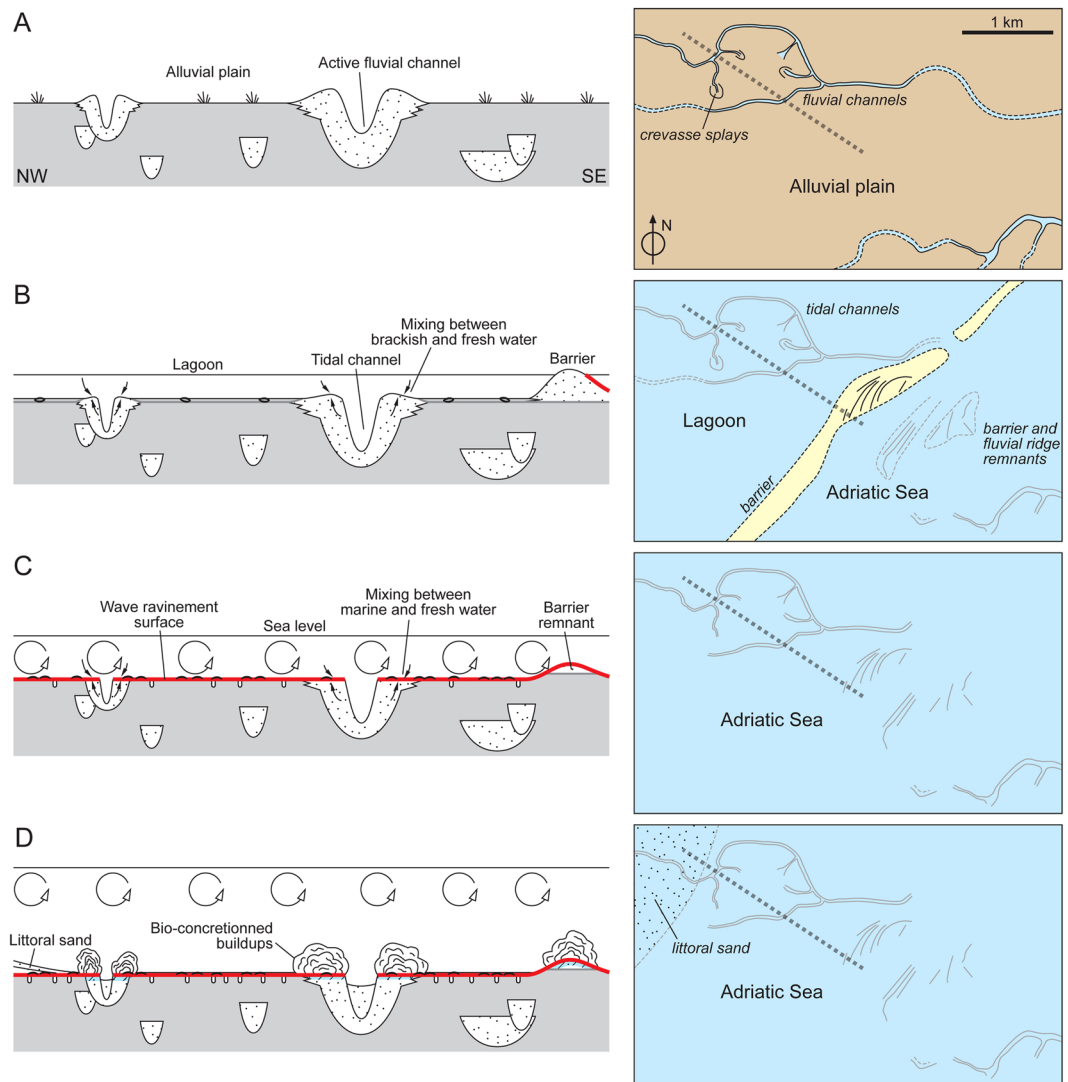 A
Alluvial plain
Active fluvial channel
NW
SE
1 km
fluvial channels
crevasse splays
Alluvial plain
N
B
Lagoon
Tidal channel
Mixing between
brackish and fresh water
Barrier
tidal channels
Lagoon
barrier
Adriatic Sea
barrier and
fluvial ridge
remnants
C
Wave ravinement
surface
Sea level
Mixing between
marine and fresh water
Barrier
remnant
Adriatic Sea
D
Littoral sand
Bio-concretionned
buildups
littoral sand
Adriatic Sea